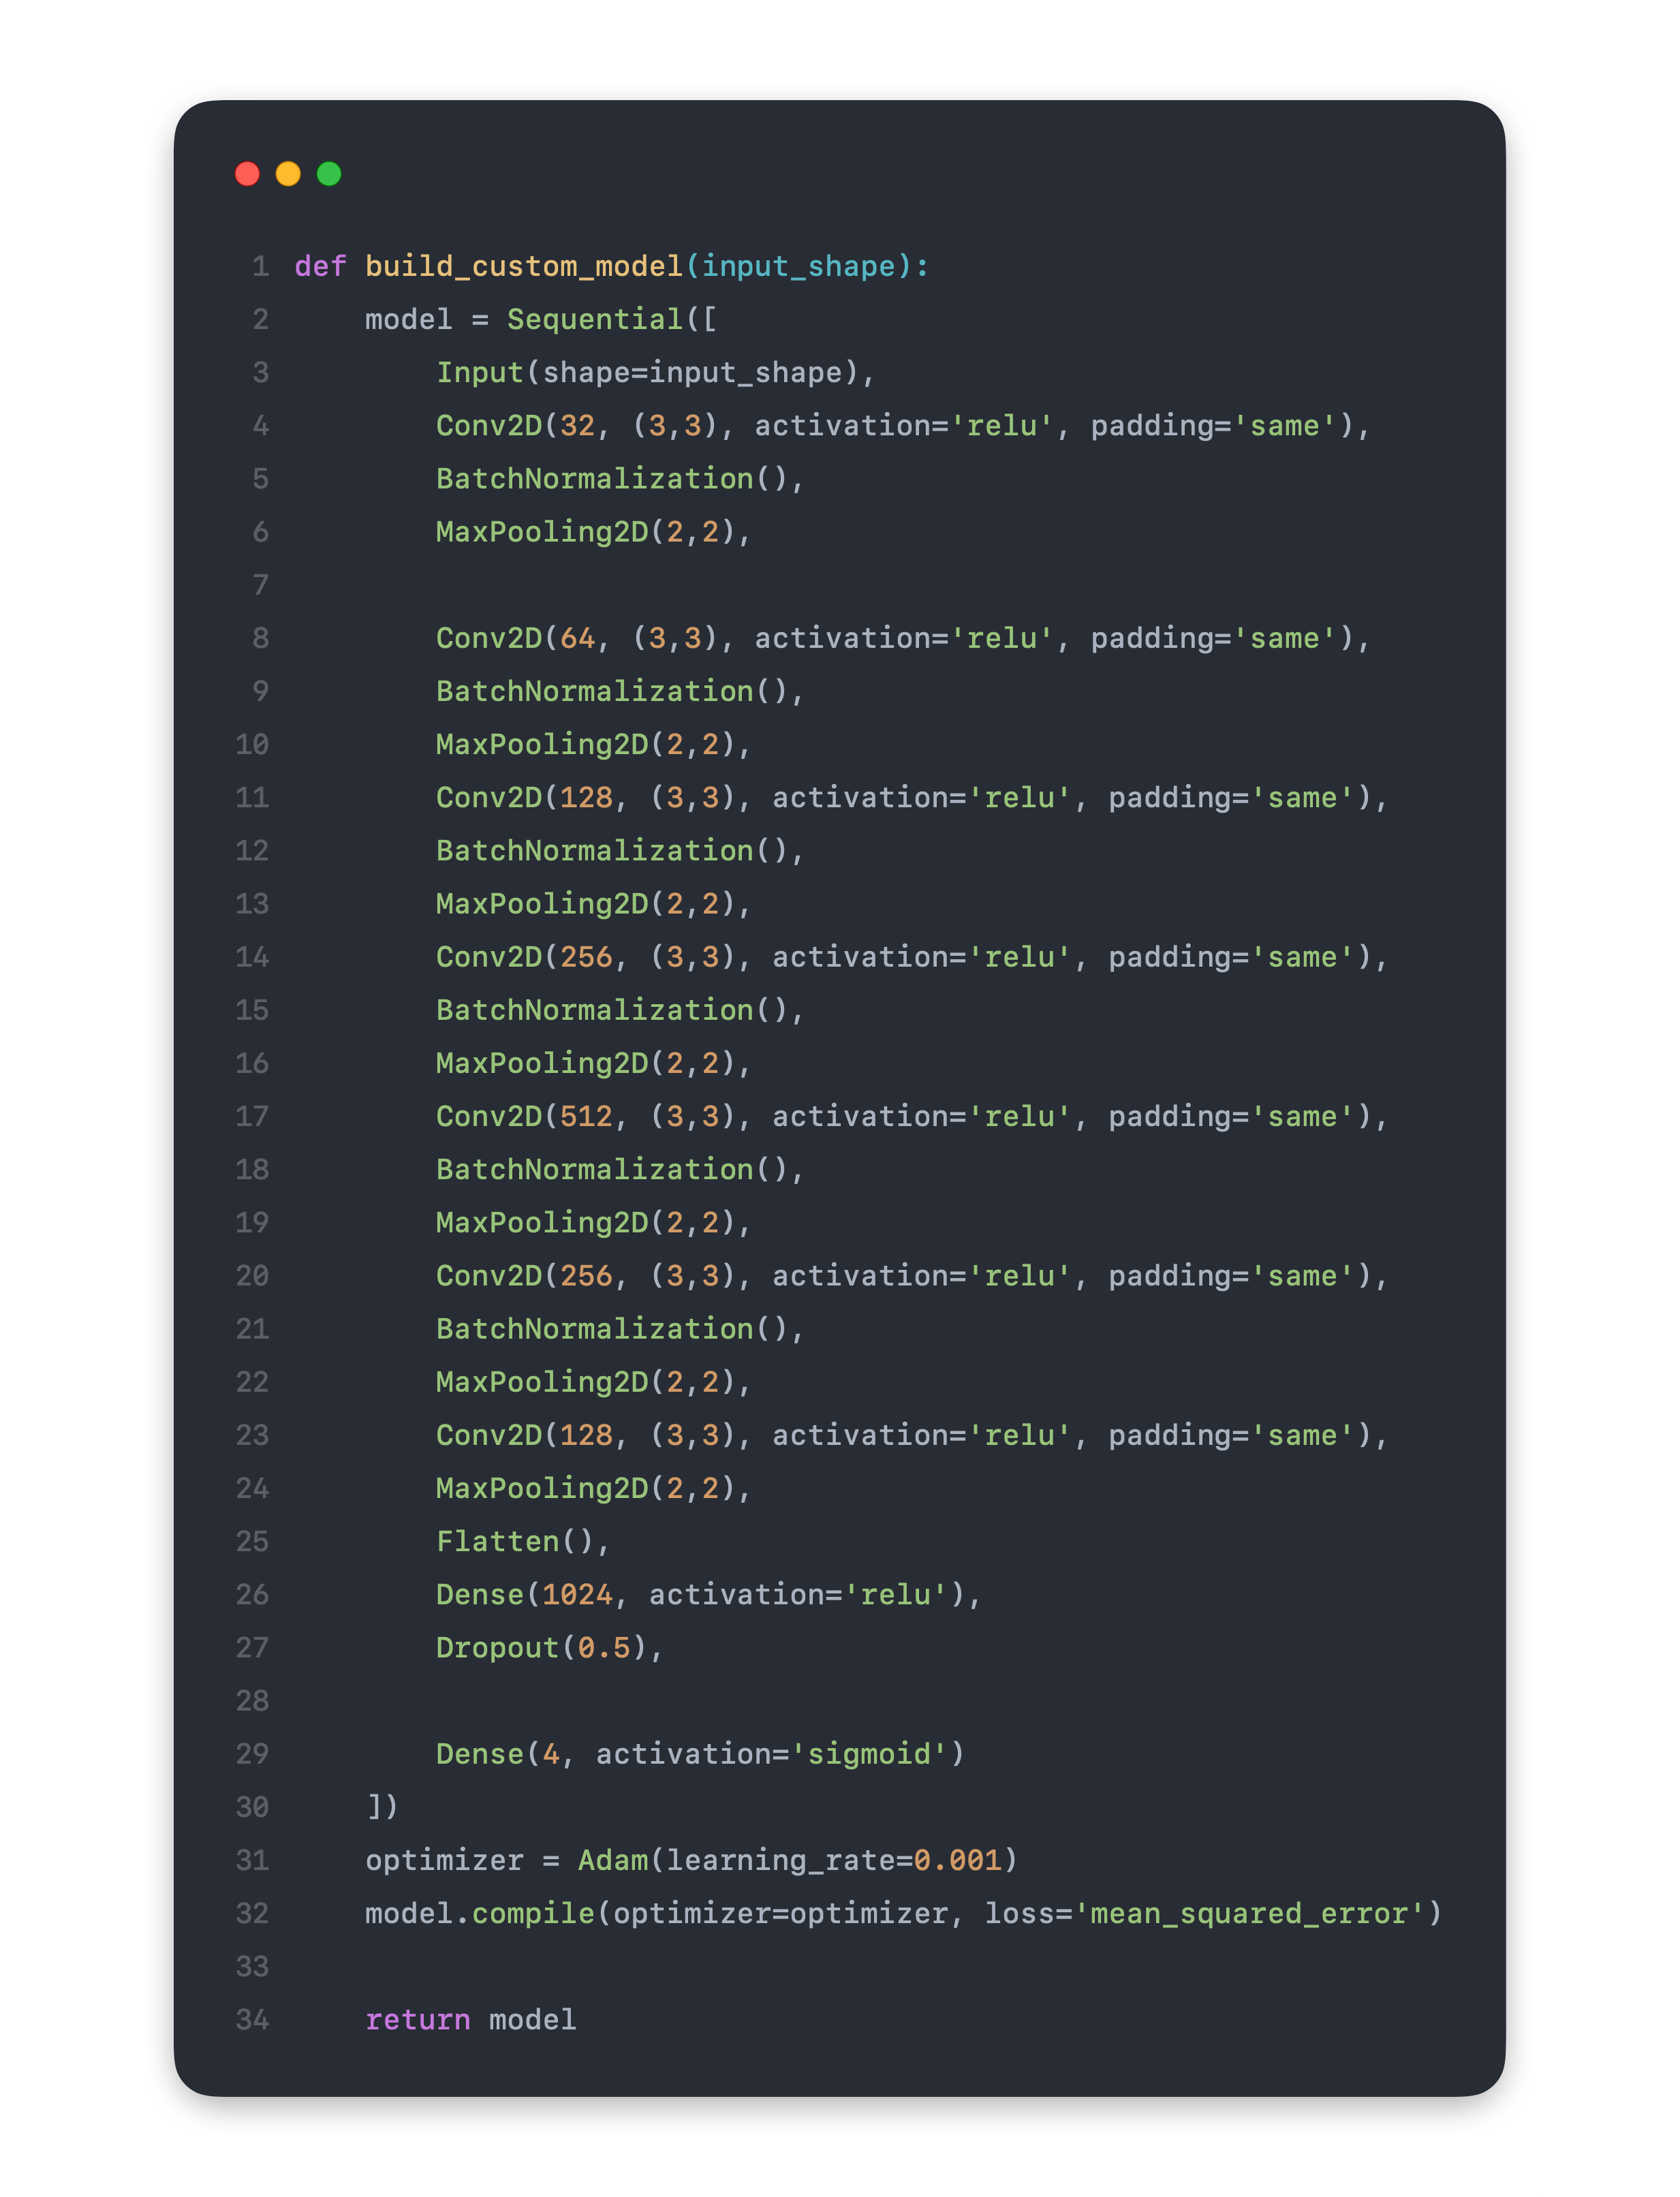 1 def build_custom_model(input_shape):
2     model = Sequential([
3         Input(shape=input_shape),
4         Conv2D(32, (3,3), activation='relu', padding='same'),
5         BatchNormalization(),
6         MaxPooling2D(2,2),
7
8         Conv2D(64, (3,3), activation='relu', padding='same'),
9         BatchNormalization(),
10         MaxPooling2D(2,2),
11         Conv2D(128, (3,3), activation='relu', padding='same'),
12         BatchNormalization(),
13         MaxPooling2D(2,2),
14         Conv2D(256, (3,3), activation='relu', padding='same'),
15         BatchNormalization(),
16         MaxPooling2D(2,2),
17         Conv2D(512, (3,3), activation='relu', padding='same'),
18         BatchNormalization(),
19         MaxPooling2D(2,2),
20         Conv2D(256, (3,3), activation='relu', padding='same'),
21         BatchNormalization(),
22         MaxPooling2D(2,2),
23         Conv2D(128, (3,3), activation='relu', padding='same'),
24         MaxPooling2D(2,2),
25         Flatten(),
26         Dense(1024, activation='relu'),
27         Dropout(0.5),
28
29         Dense(4, activation='sigmoid')
30     ])
31     optimizer = Adam(learning_rate=0.001)
32     model.compile(optimizer=optimizer, loss='mean_squared_error')
33
34     return model